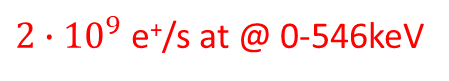 2 · 10⁹ e⁺/s at @ 0-546keV